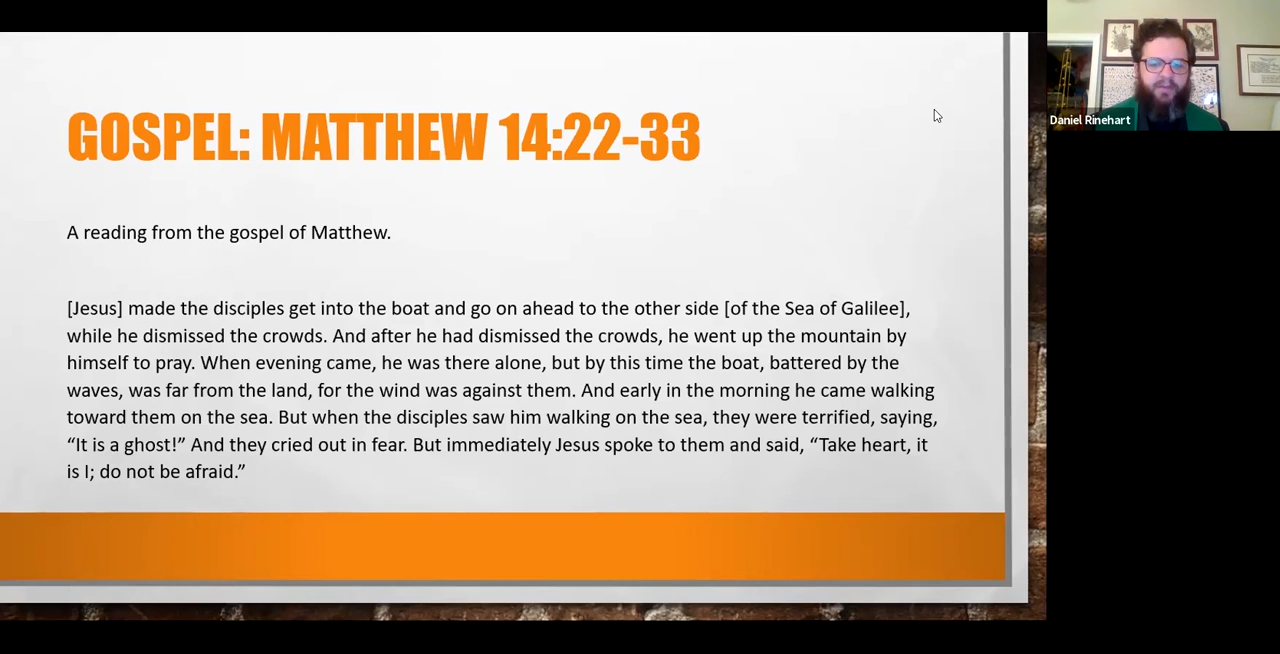 GOSPEL: MATTHEW 14:22-33
A reading from the gospel of Matthew.
[Jesus] made the disciples get into the boat and go on ahead to the other side [of the Sea of Galilee],
while he dismissed the crowds. And after he had dismissed the crowds, he went up the mountain by
himself to pray. When evening came, he was there alone, but by this time the boat, battered by the
waves, was far from the land, for the wind was against them. And early in the morning he came walking
toward them on the sea. But when the disciples saw him walking on the sea, they were terrified, saying,
“It is a ghost!” And they cried out in fear. But immediately Jesus spoke to them and said, “Take heart, it
is I; do not be afraid.”
Daniel Rinehart